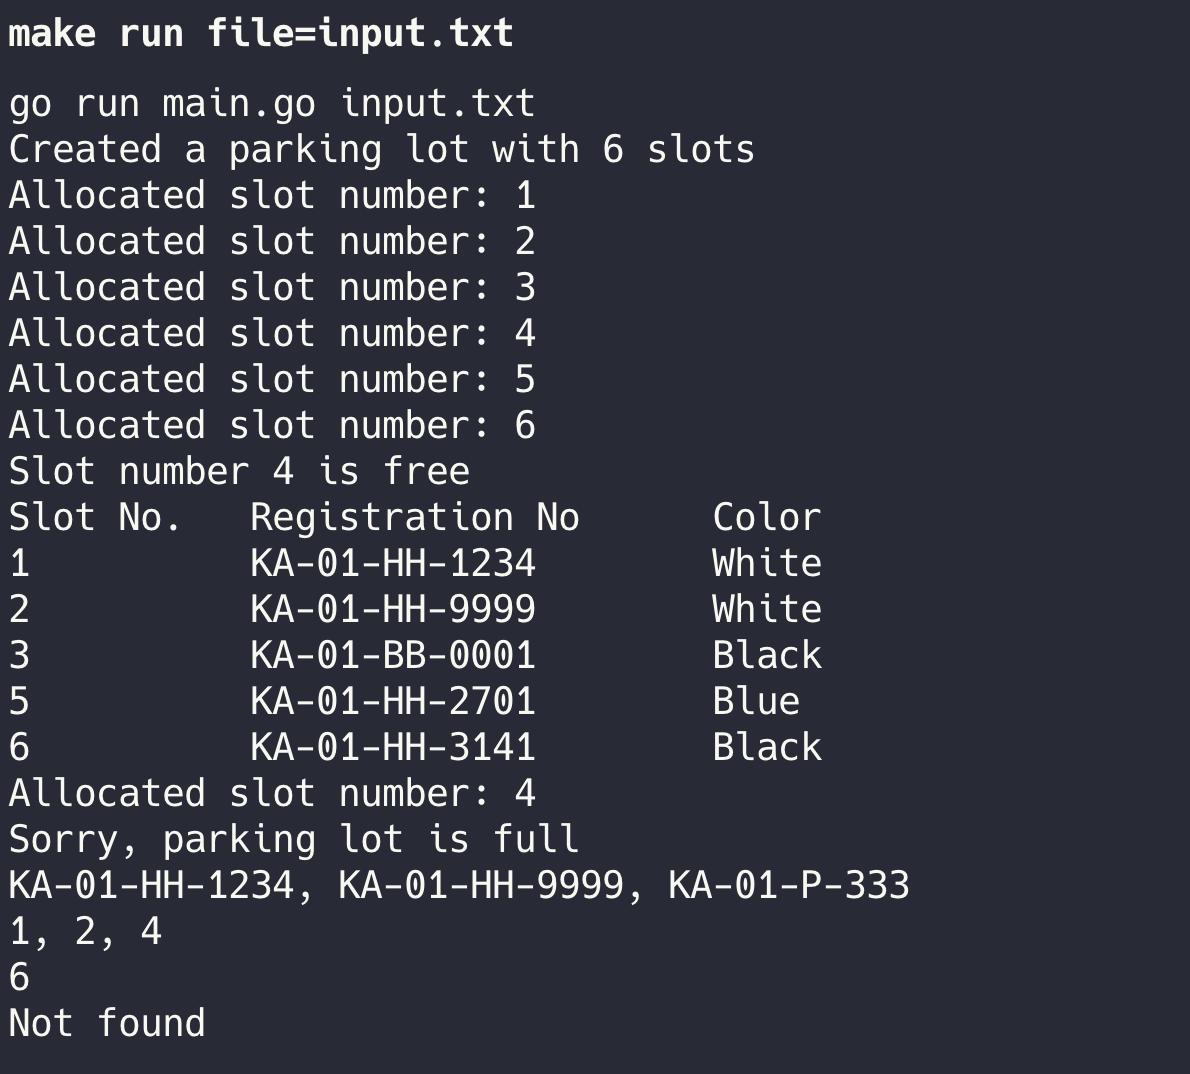 make run file=input.txt
go run main.go input.txt
Created a parking lot with 6 slots
Allocated slot number: 1
Allocated slot number: 2
Allocated slot number: 3
Allocated slot number: 4
Allocated slot number: 5
Allocated slot number: 6
Slot number 4 is free
Slot No.   Registration No      Color
1          KA-01-HH-1234        White
2          KA-01-HH-9999        White
3          KA-01-BB-0001        Black
5          KA-01-HH-2701        Blue
6          KA-01-HH-3141        Black
Allocated slot number: 4
Sorry, parking lot is full
KA-01-HH-1234, KA-01-HH-9999, KA-01-P-333
1, 2, 4
6
Not found